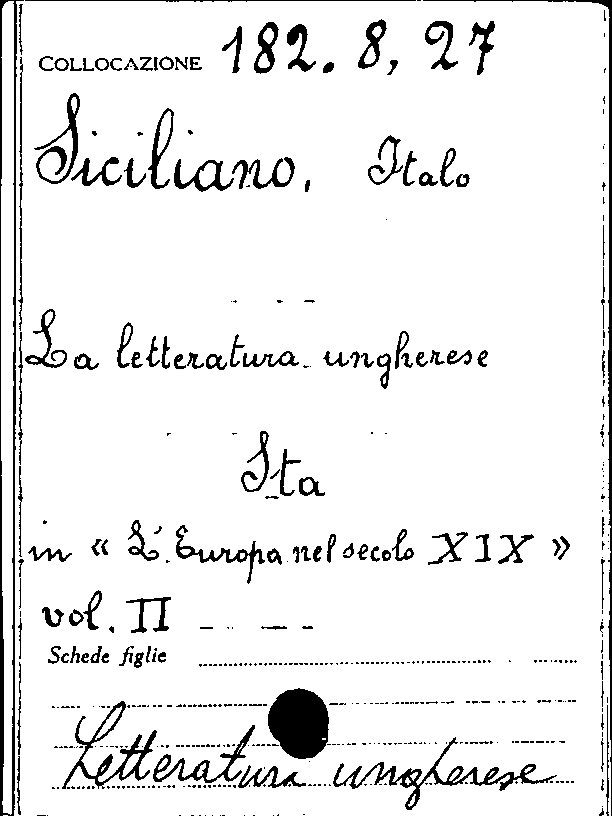 COLLOCAZIONE 182. 8, 27
Siciliano, Italo
La letteratura ungherese
Sta
in « L'Europa nel secolo XIX »
vol. II
Schede figlie
Letteratura ungherese